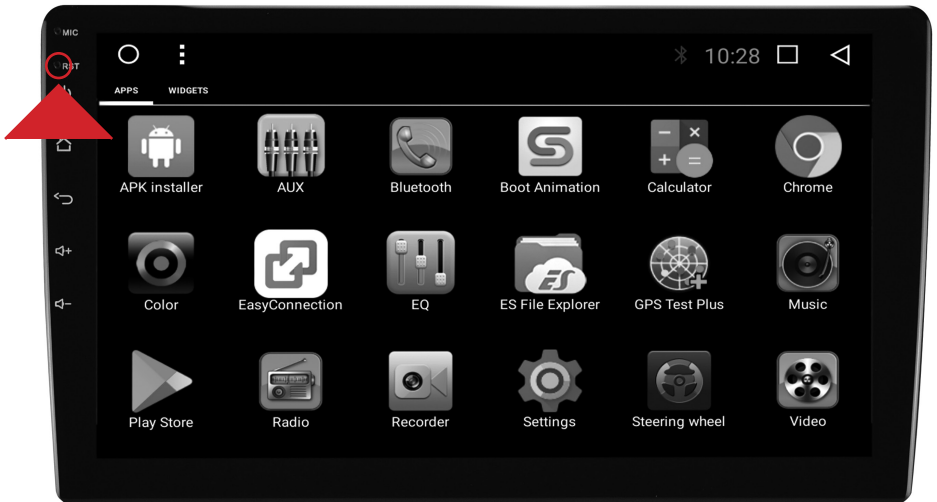 MIC
RST
10:28
APPS WIDGETS
APK installer AUX Bluetooth Boot Animation Calculator Chrome
Color EasyConnection EQ ES File Explorer GPS Test Plus Music
Play Store Radio Recorder Settings Steering wheel Video